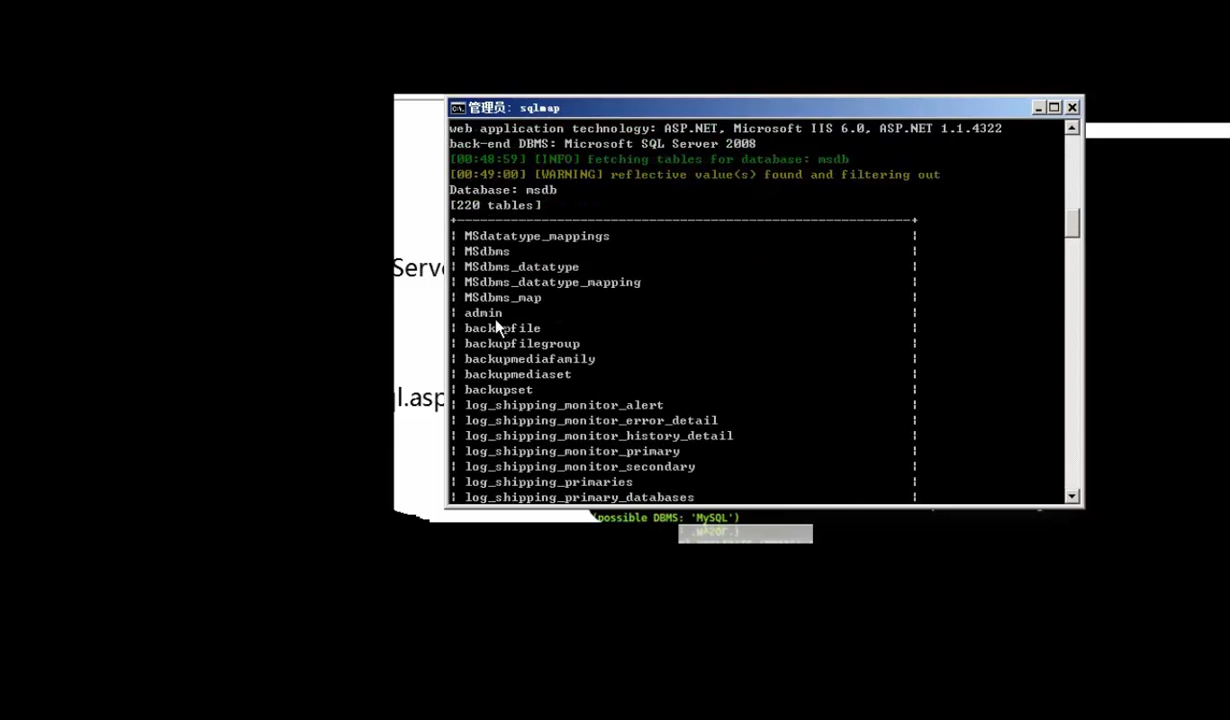 管理员: sqlmap
web application technology: ASP.NET, Microsoft IIS 6.0, ASP.NET 1.1.4322
back-end DBMS: Microsoft SQL Server 2008
[00:48:59] [INFO] fetching tables for database: msdb
[00:49:00] [WARNING] reflective value(s) found and filtering out
Database: msdb
[220 tables]
MSdatatype_mappings
MSdbms
MSdbms_datatype
MSdbms_datatype_mapping
MSdbms_map
admin
backupfile
backupfilegroup
backupmediafamily
backupmediaset
backupset
log_shipping_monitor_alert
log_shipping_monitor_error_detail
log_shipping_monitor_history_detail
log_shipping_monitor_primary
log_shipping_monitor_secondary
log_shipping_primaries
log_shipping_primary_databases
Serve
l.asp
(possible DBMS: 'MySQL')